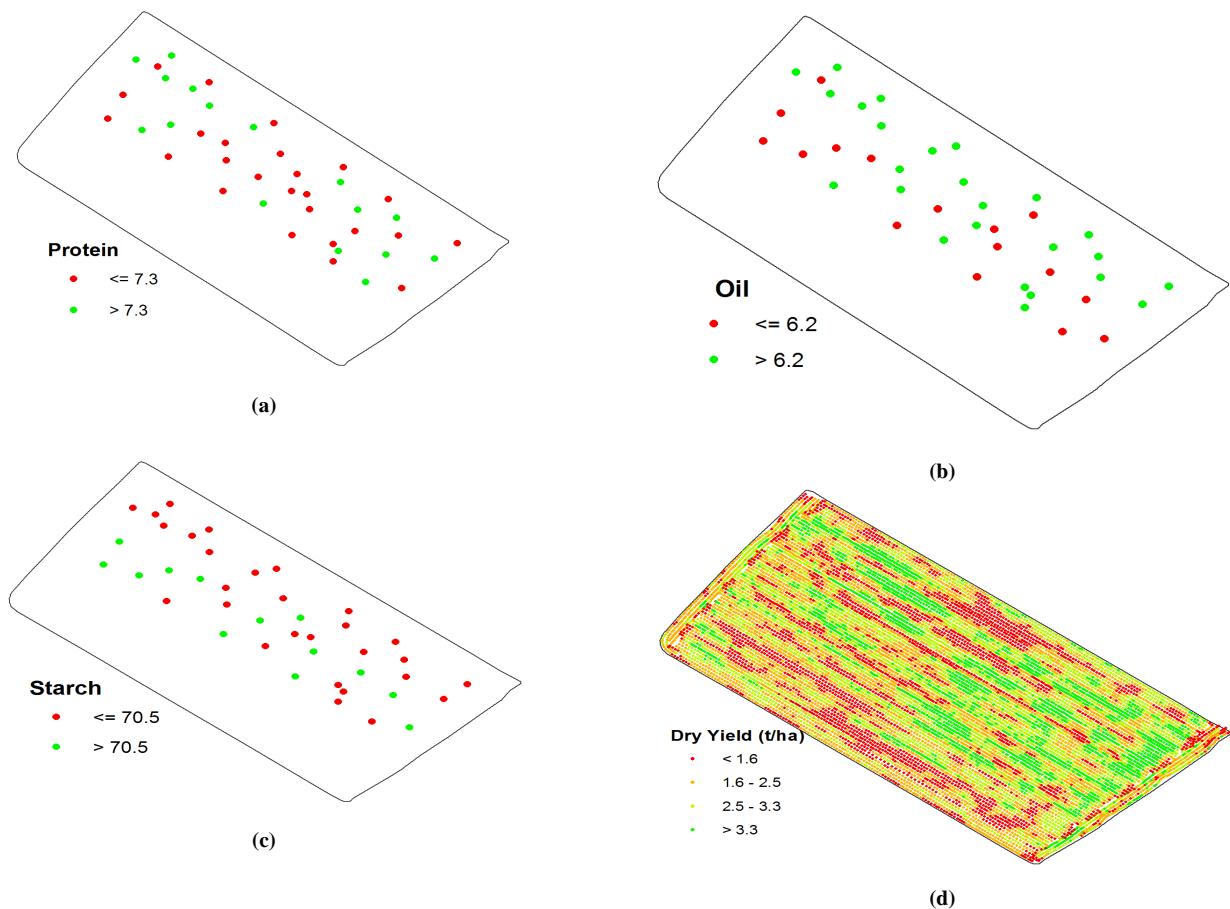 Protein
<= 7.3
> 7.3
(a)
Oil
<= 6.2
> 6.2
(b)
Starch
<= 70.5
> 70.5
(c)
Dry Yield (t/ha)
< 1.6
1.6 - 2.5
2.5 - 3.3
> 3.3
(d)